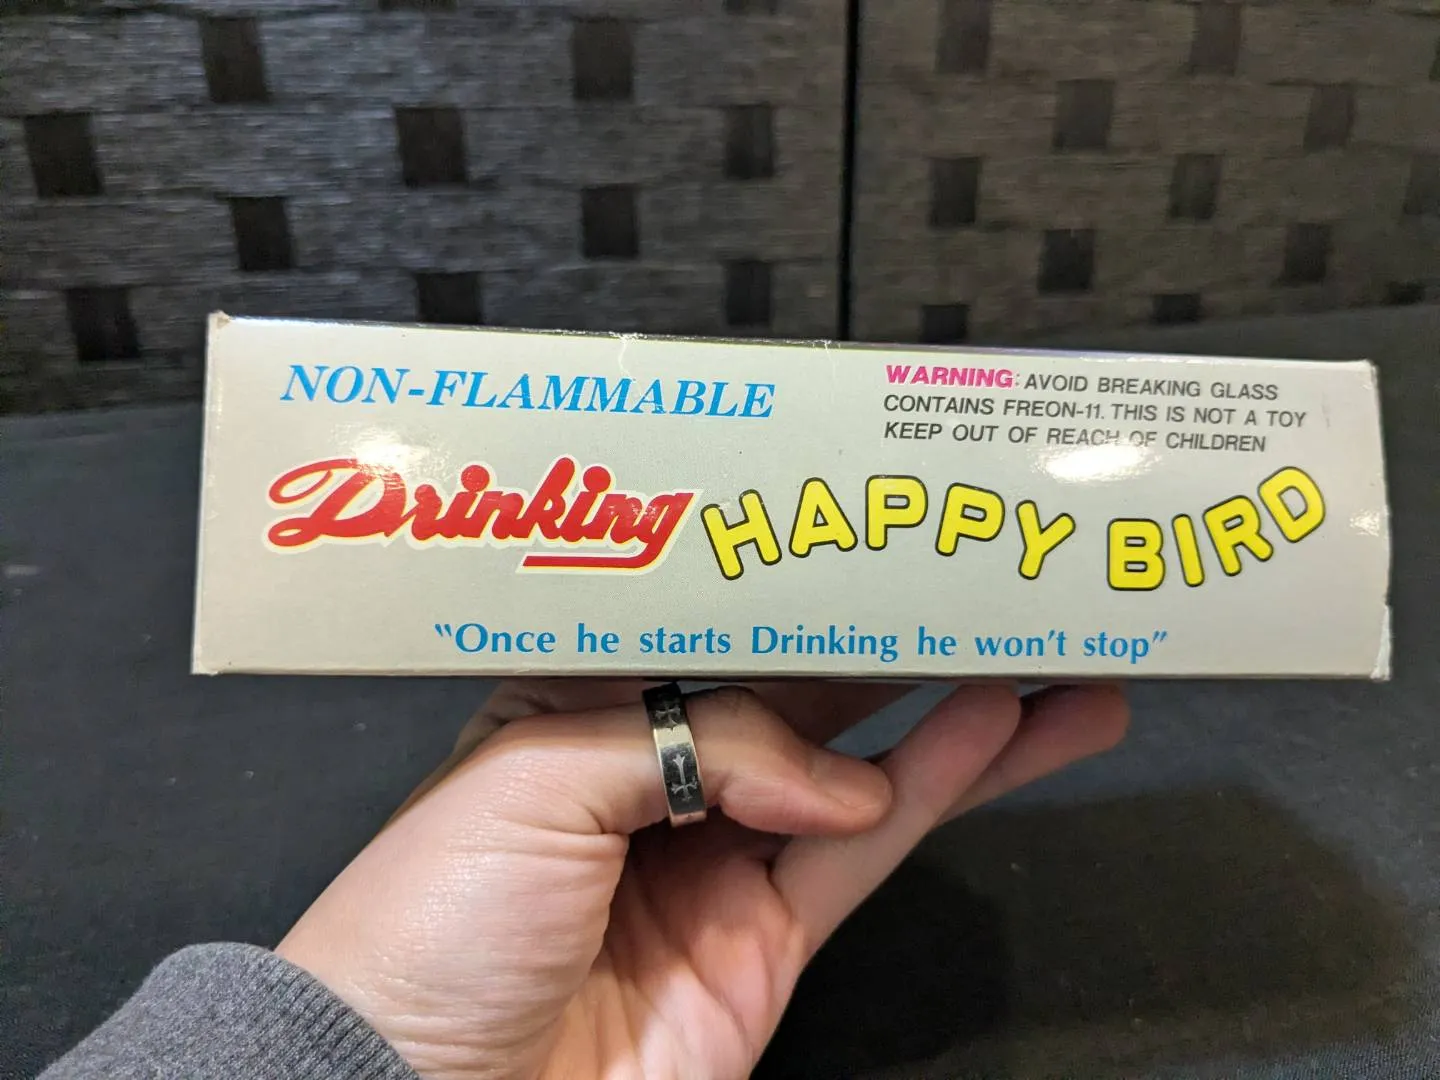 NON-FLAMMABLE
WARNING: AVOID BREAKING GLASS
CONTAINS FREON-11. THIS IS NOT A TOY
KEEP OUT OF REACH OF CHILDREN
Drinking HAPPY BIRD
"Once he starts Drinking he won't stop"